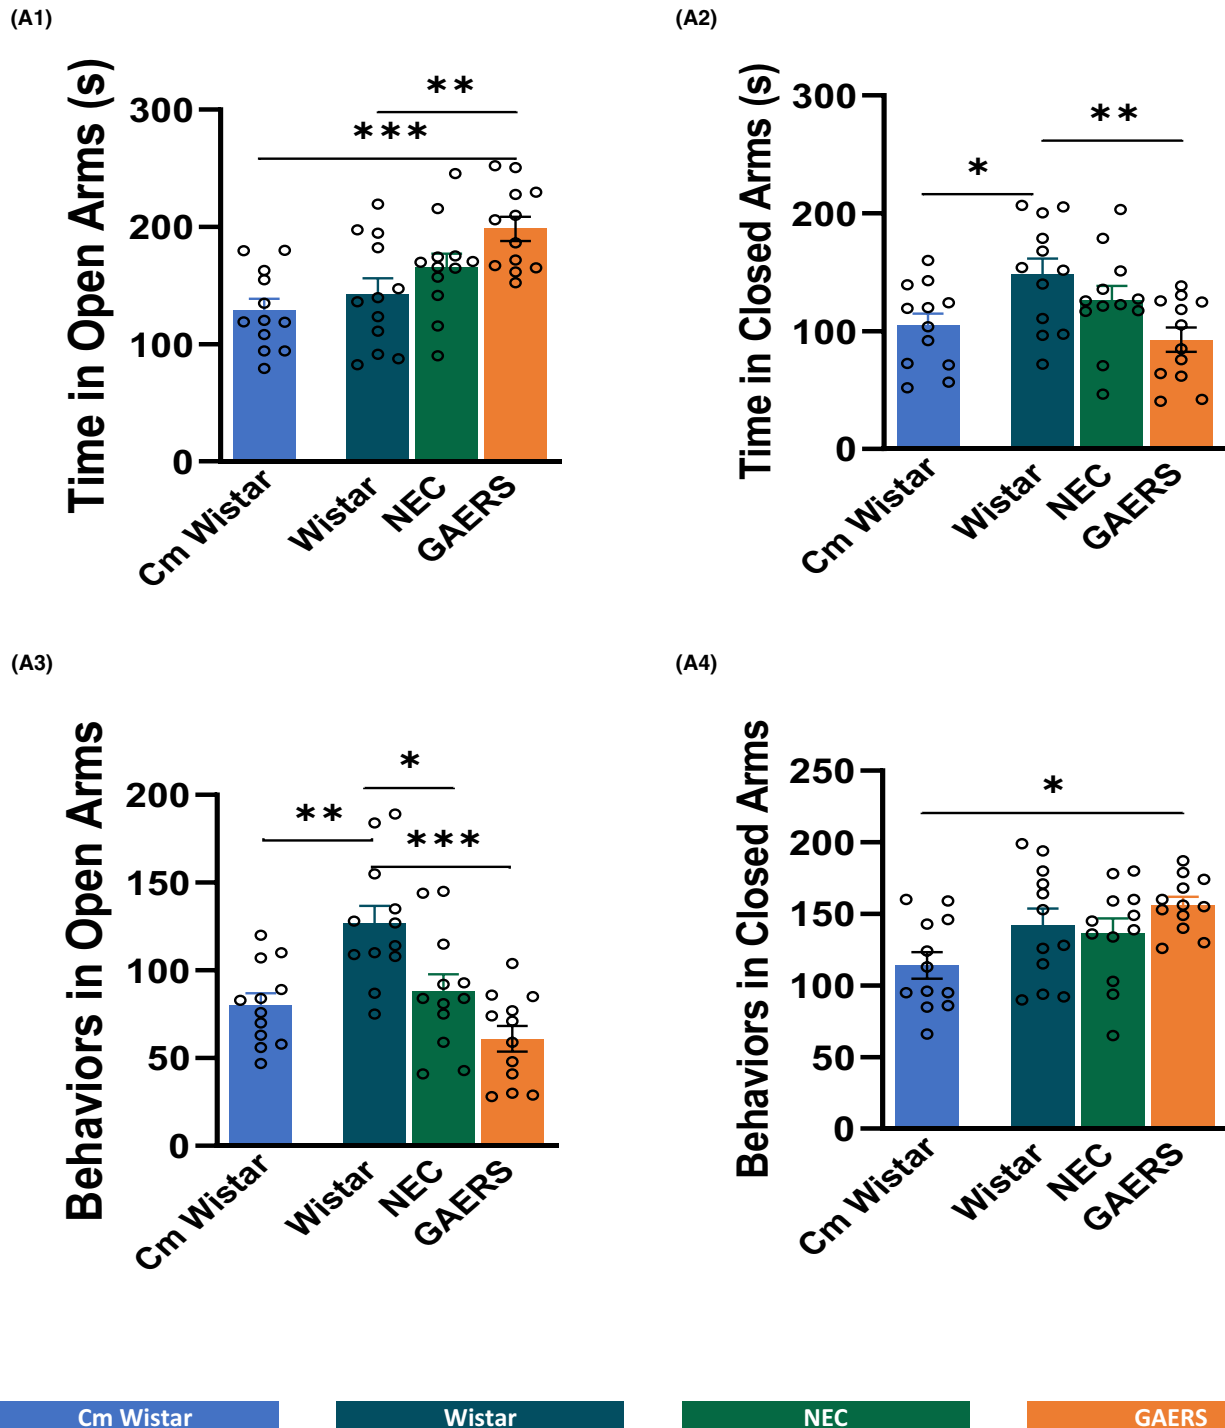 (A1)
Time in Open Arms (s)
300
200
100
0
**
***
Cm Wistar
Wistar
NEC
GAERS
(A2)
Time in Closed Arms (s)
300
200
100
0
*
**
Cm Wistar
Wistar
NEC
GAERS
(A3)
Behaviors in Open Arms
200
150
100
50
0
*
**
***
Cm Wistar
Wistar
NEC
GAERS
(A4)
Behaviors in Closed Arms
250
200
150
100
50
0
*
Cm Wistar
Wistar
NEC
GAERS
Cm Wistar
Wistar
NEC
GAERS